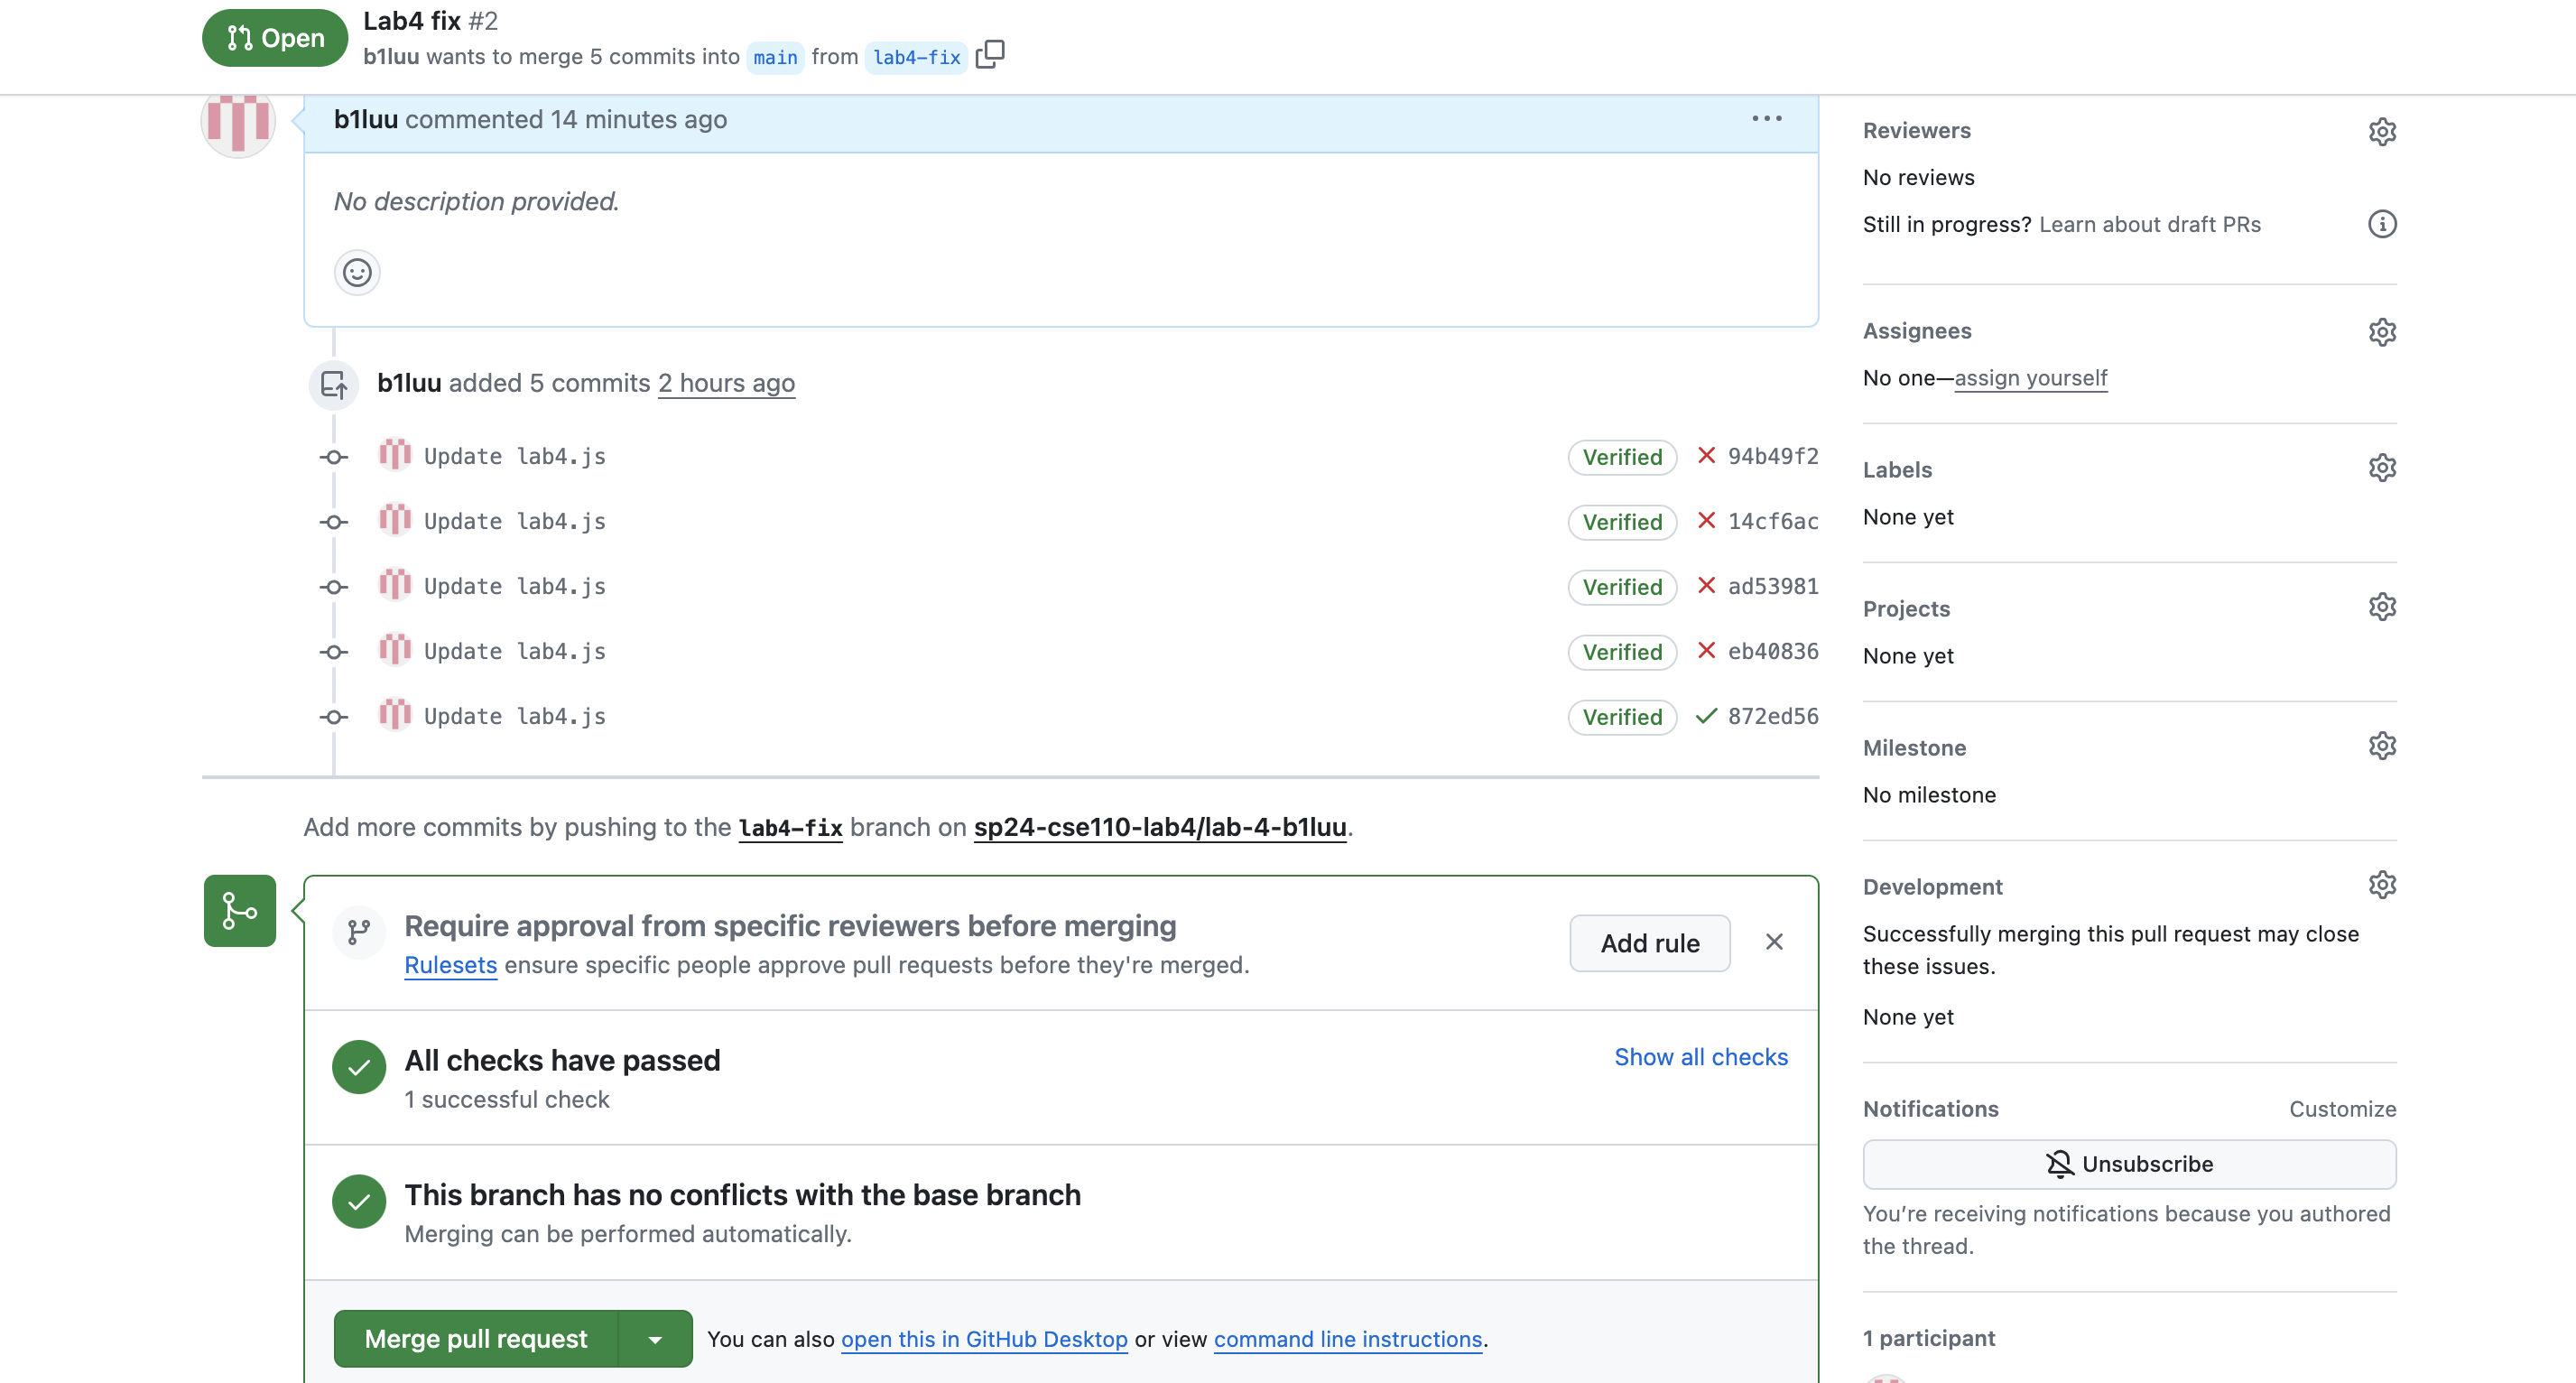 Open
Lab4 fix #2
b1luu wants to merge 5 commits into main from lab4-fix
b1luu commented 14 minutes ago
No description provided.
b1luu added 5 commits 2 hours ago
Update lab4.js Verified 94b49f2
Update lab4.js Verified 14cf6ac
Update lab4.js Verified ad53981
Update lab4.js Verified eb40836
Update lab4.js Verified 872ed56
Add more commits by pushing to the lab4-fix branch on sp24-cse110-lab4/lab-4-b1luu.
Require approval from specific reviewers before merging
Rulesets ensure specific people approve pull requests before they're merged.
Add rule
All checks have passed
1 successful check
Show all checks
This branch has no conflicts with the base branch
Merging can be performed automatically.
Merge pull request
You can also open this in GitHub Desktop or view command line instructions.
Reviewers
No reviews
Still in progress? Learn about draft PRs
Assignees
No one—assign yourself
Labels
None yet
Projects
None yet
Milestone
No milestone
Development
Successfully merging this pull request may close
these issues.
None yet
Notifications
Customize
Unsubscribe
You’re receiving notifications because you authored
the thread.
1 participant